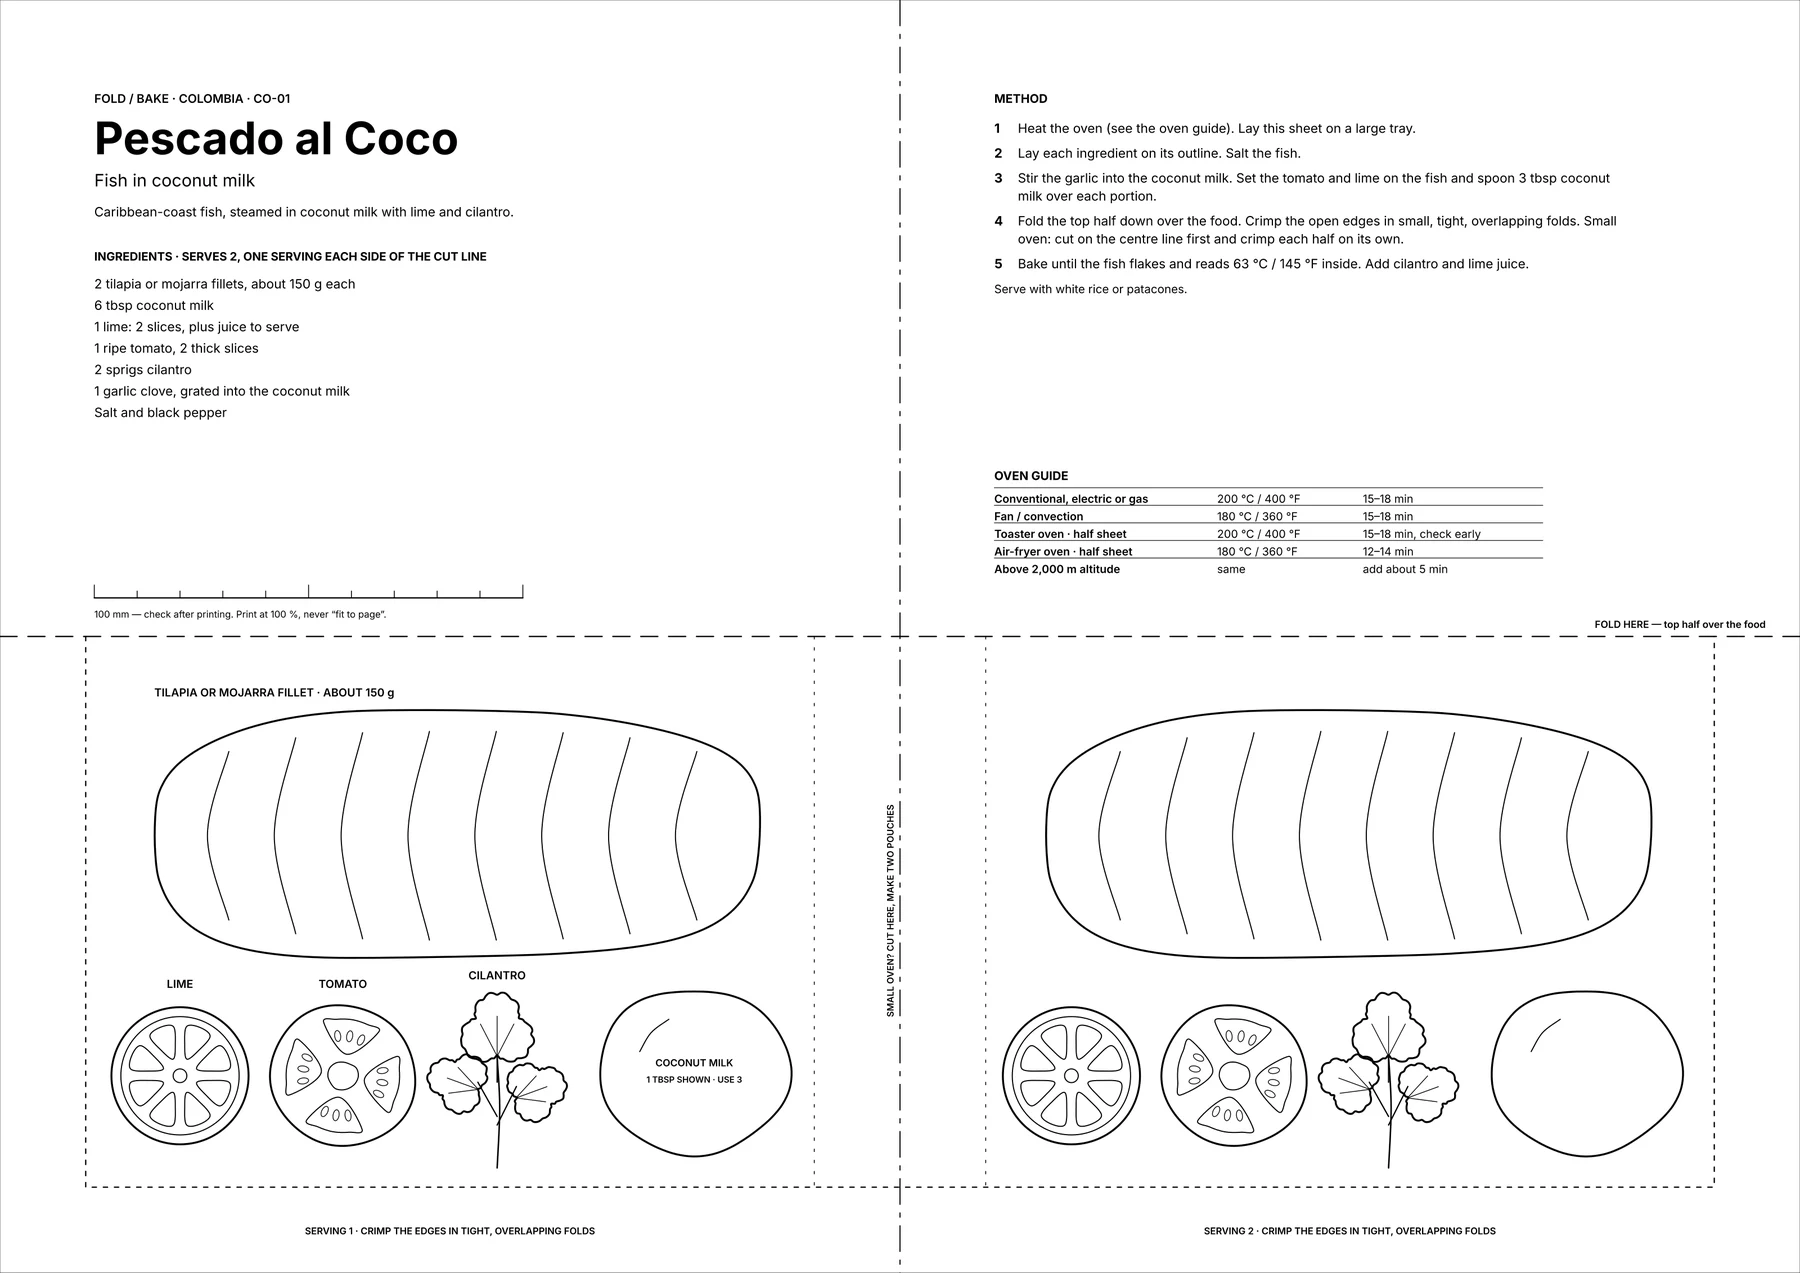 FOLD / BAKE · COLOMBIA · CO-01
Pescado al Coco
Fish in coconut milk
Caribbean-coast fish, steamed in coconut milk with lime and cilantro.
INGREDIENTS · SERVES 2, ONE SERVING EACH SIDE OF THE CUT LINE
2 tilapia or mojarra fillets, about 150 g each
6 tbsp coconut milk
1 lime: 2 slices, plus juice to serve
1 ripe tomato, 2 thick slices
2 sprigs cilantro
1 garlic clove, grated into the coconut milk
Salt and black pepper
100 mm — check after printing. Print at 100 %, never “fit to page”.
METHOD
1 Heat the oven (see the oven guide). Lay this sheet on a large tray.
2 Lay each ingredient on its outline. Salt the fish.
3 Stir the garlic into the coconut milk. Set the tomato and lime on the fish and spoon 3 tbsp coconut
milk over each portion.
4 Fold the top half down over the food. Crimp the open edges in small, tight, overlapping folds. Small
oven: cut on the centre line first and crimp each half on its own.
5 Bake until the fish flakes and reads 63 °C / 145 °F inside. Add cilantro and lime juice.
Serve with white rice or patacones.
OVEN GUIDE
Conventional, electric or gas 200 °C / 400 °F 15–18 min
Fan / convection 180 °C / 360 °F 15–18 min
Toaster oven · half sheet 200 °C / 400 °F 15–18 min, check early
Air-fryer oven · half sheet 180 °C / 360 °F 12–14 min
Above 2,000 m altitude same add about 5 min
FOLD HERE — top half over the food
TILAPIA OR MOJARRA FILLET · ABOUT 150 g
SMALL OVEN? CUT HERE, MAKE TWO POUCHES
LIME
TOMATO
CILANTRO
COCONUT MILK
1 TBSP SHOWN · USE 3
SERVING 1 · CRIMP THE EDGES IN TIGHT, OVERLAPPING FOLDS
SERVING 2 · CRIMP THE EDGES IN TIGHT, OVERLAPPING FOLDS